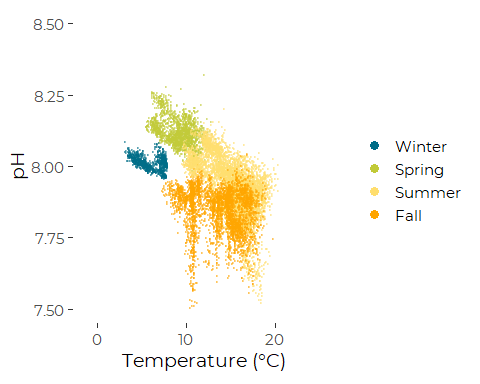 8.50
8.25
8.00
7.75
7.50
pH
0 10 20
Temperature (°C)
Winter
Spring
Summer
Fall